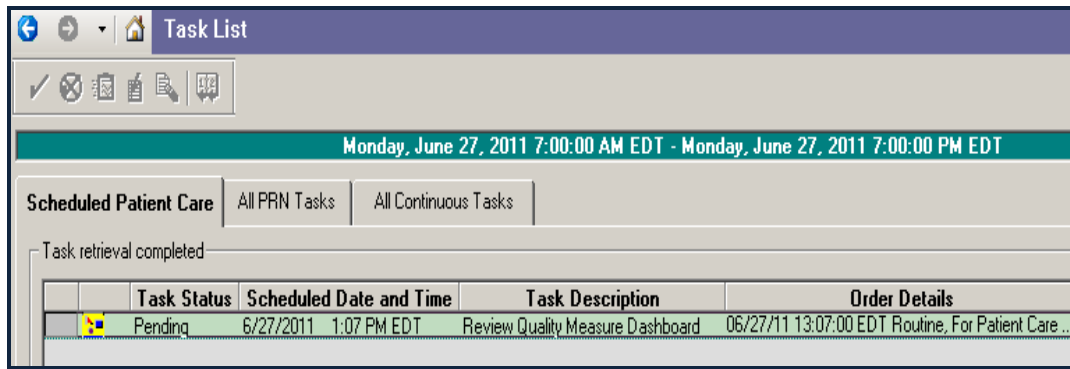 Task List
Monday, June 27, 2011 7:00:00 AM EDT - Monday, June 27, 2011 7:00:00 PM EDT
Scheduled Patient Care All PRN Tasks All Continuous Tasks
Task retrieval completed
Task Status Scheduled Date and Time Task Description Order Details
Pending 6/27/2011 1:07 PM EDT Review Quality Measure Dashboard 06/27/11 13:07:00 EDT Routine, For Patient Care ...